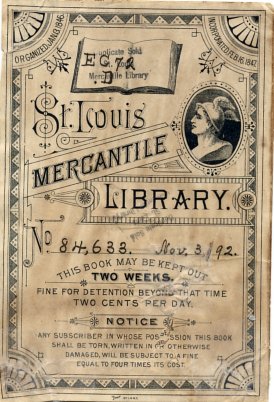 ORGANIZED JAN. 13. 1846.
INCORPORATED FEB. 16. 1847.
Duplicate Sold
EG.72
.D
Mercantile Library
St. Louis
MERCANTILE
LIBRARY.
No. 84,633. Nov. 3, '92.
THIS BOOK MAY BE KEPT OUT
TWO WEEKS.
FINE FOR DETENTION BEYOND THAT TIME
TWO CENTS PER DAY.
NOTICE
ANY SUBSCRIBER IN WHOSE POSSESSION THIS BOOK
SHALL BE TORN, WRITTEN IN OR OTHERWISE
DAMAGED, WILL BE SUBJECT TO A FINE
EQUAL TO FOUR TIMES ITS COST.